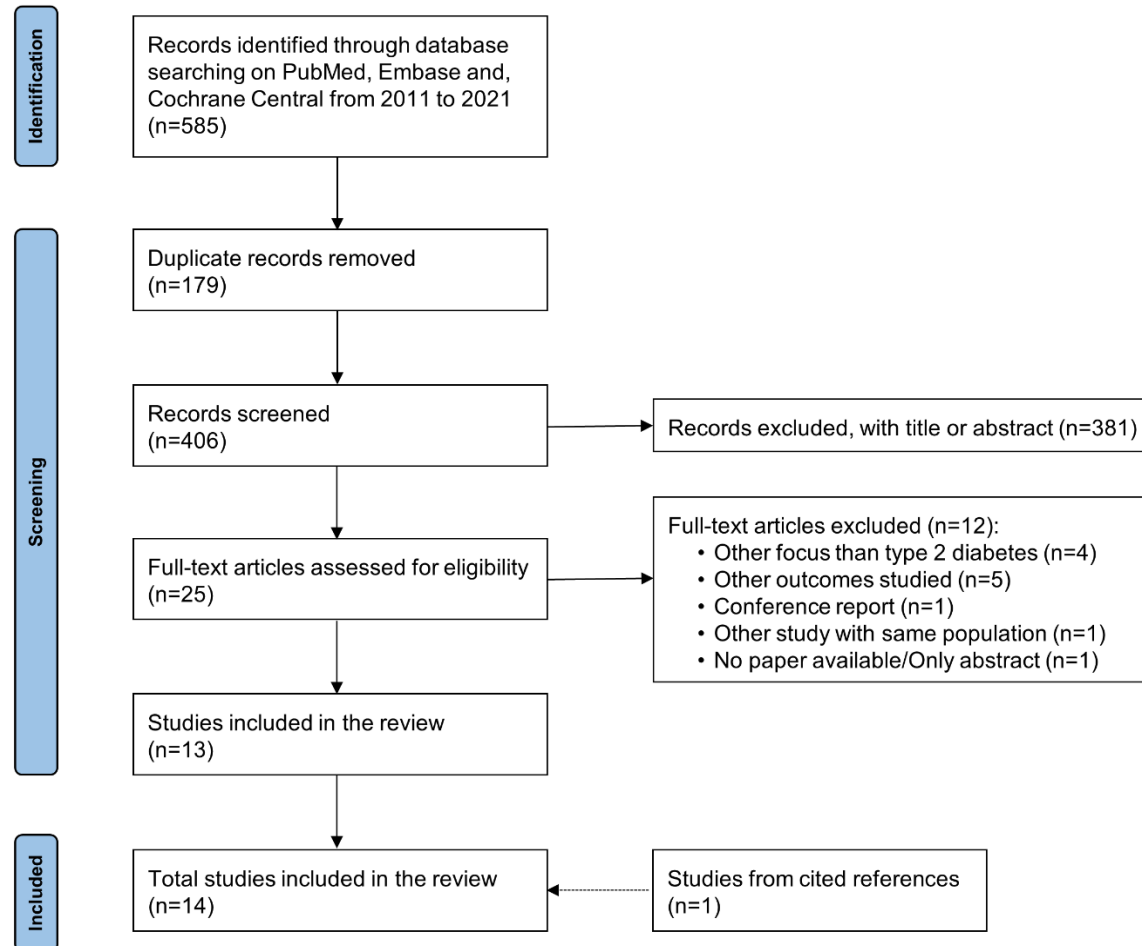 Identification
Records identified through database
searching on PubMed, Embase and,
Cochrane Central from 2011 to 2021
(n=585)
Screening
Duplicate records removed
(n=179)
Records screened
(n=406)
Records excluded, with title or abstract (n=381)
Full-text articles assessed for eligibility
(n=25)
Full-text articles excluded (n=12):
• Other focus than type 2 diabetes (n=4)
• Other outcomes studied (n=5)
• Conference report (n=1)
• Other study with same population (n=1)
• No paper available/Only abstract (n=1)
Studies included in the review
(n=13)
Included
Total studies included in the review
(n=14)
Studies from cited references
(n=1)